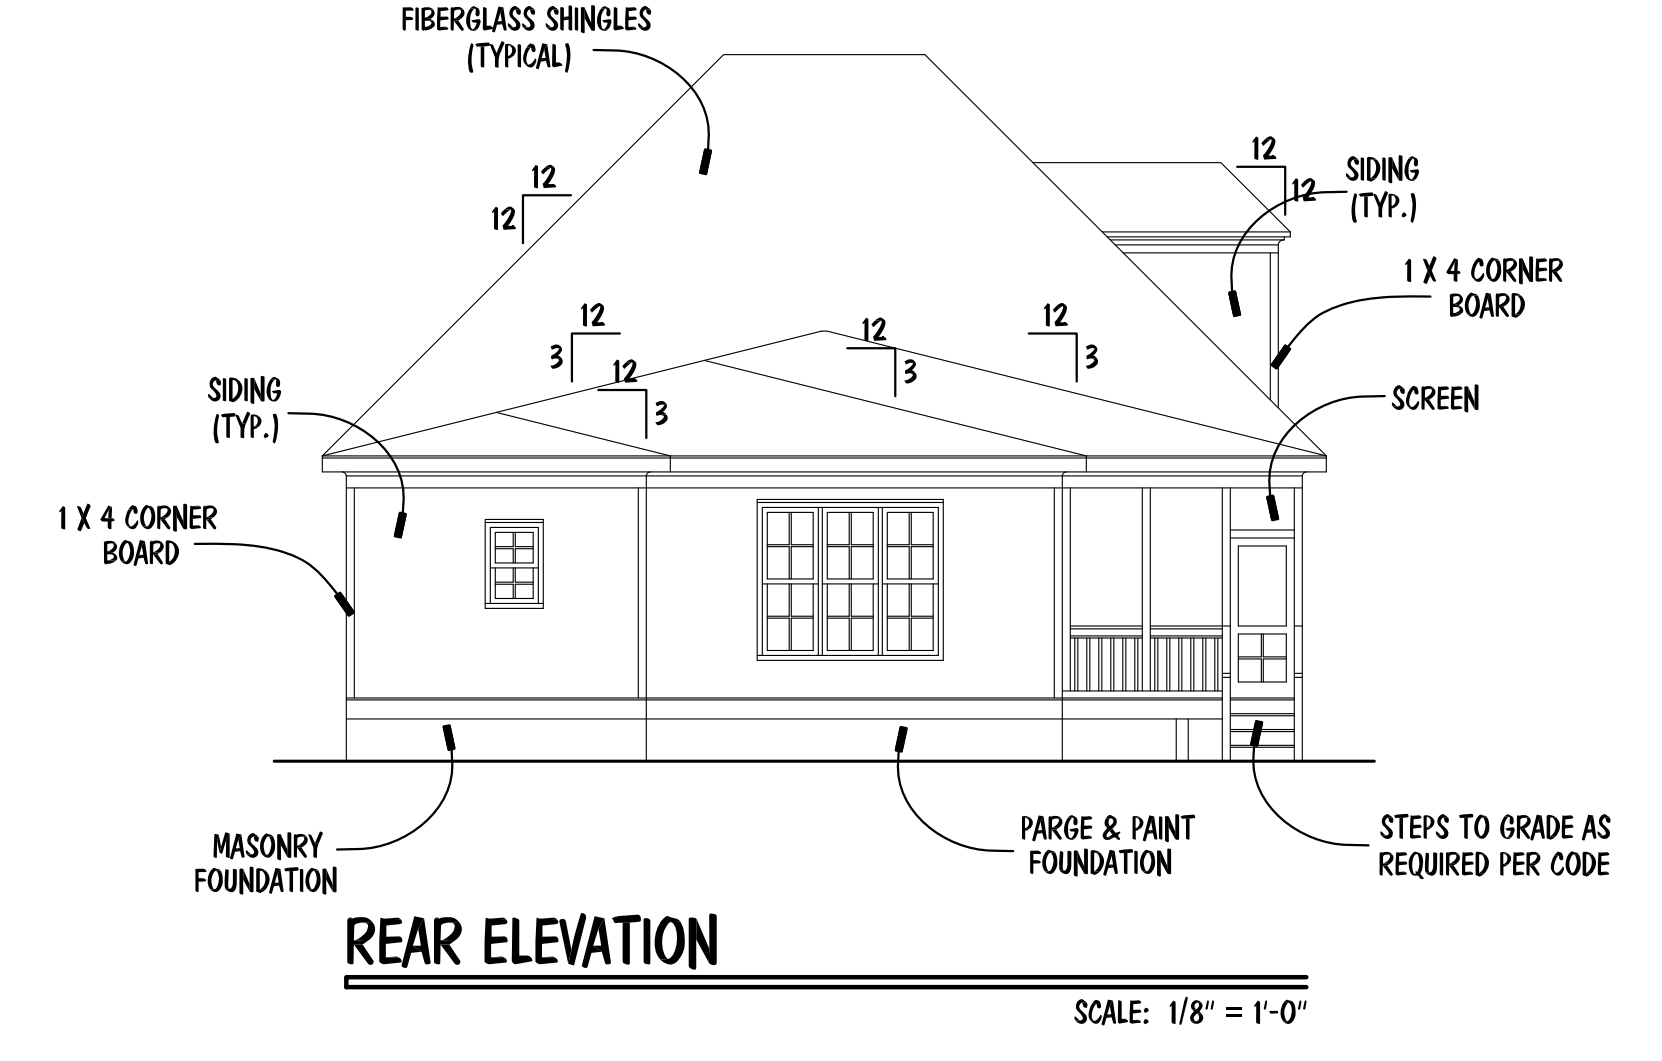 FIBERGLASS SHINGLES
(TYPICAL)
12
12
12
12
SIDING
(TYP.)
1 X 4 CORNER
BOARD
12
3
12
3
12
3
12
3
SIDING
(TYP.)
SCREEN
1 X 4 CORNER
BOARD
MASONRY
FOUNDATION
PARGE & PAINT
FOUNDATION
STEPS TO GRADE AS
REQUIRED PER CODE
REAR ELEVATION
SCALE: 1/8" = 1'-0"